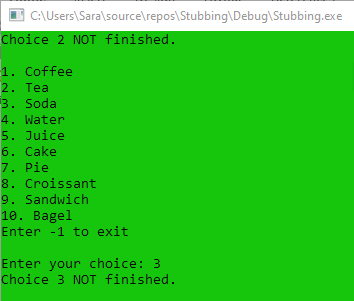 C:\Users\Sara\source\repos\Stubbing\Debug\Stubbing.exe
Choice 2 NOT finished.
1. Coffee
2. Tea
3. Soda
4. Water
5. Juice
6. Cake
7. Pie
8. Croissant
9. Sandwich
10. Bagel
Enter -1 to exit
Enter your choice: 3
Choice 3 NOT finished.